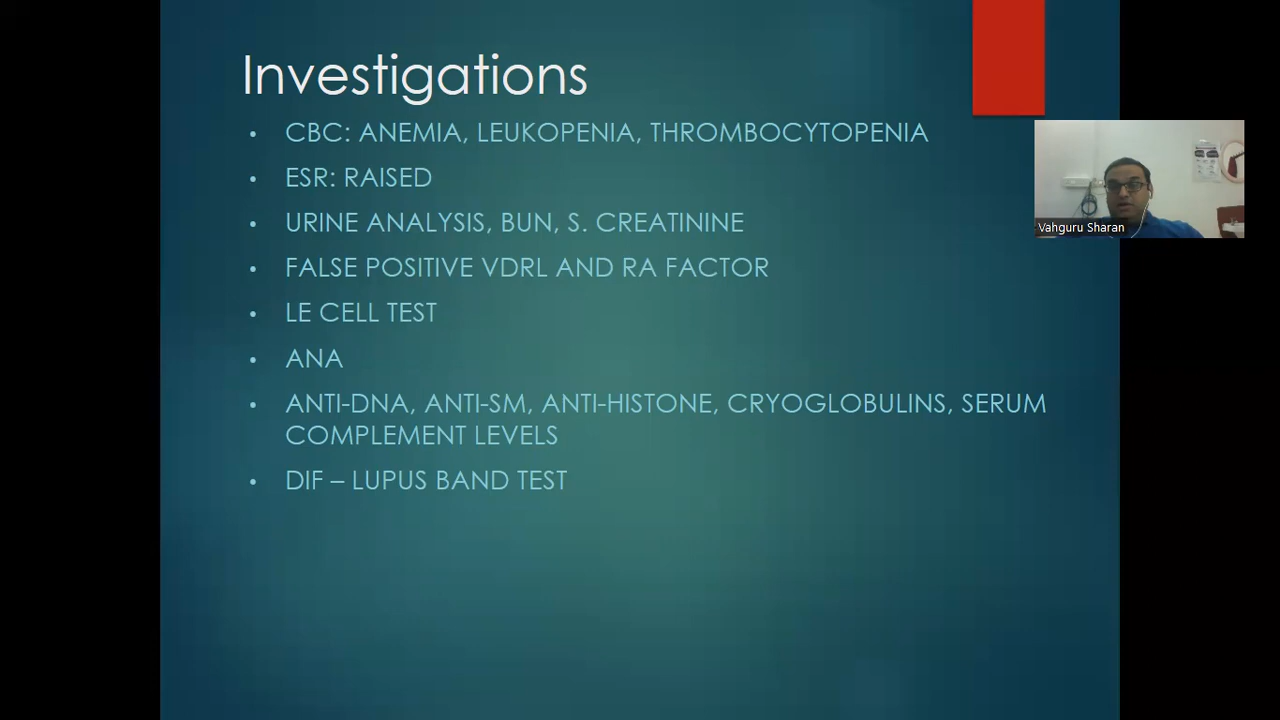 Investigations
• CBC: ANEMIA, LEUKOPENIA, THROMBOCYTOPENIA
• ESR: RAISED
• URINE ANALYSIS, BUN, S. CREATININE
• FALSE POSITIVE VDRL AND RA FACTOR
• LE CELL TEST
• ANA
• ANTI-DNA, ANTI-SM, ANTI-HISTONE, CRYOGLOBULINS, SERUM
COMPLEMENT LEVELS
• DIF – LUPUS BAND TEST
Vahguru Sharan